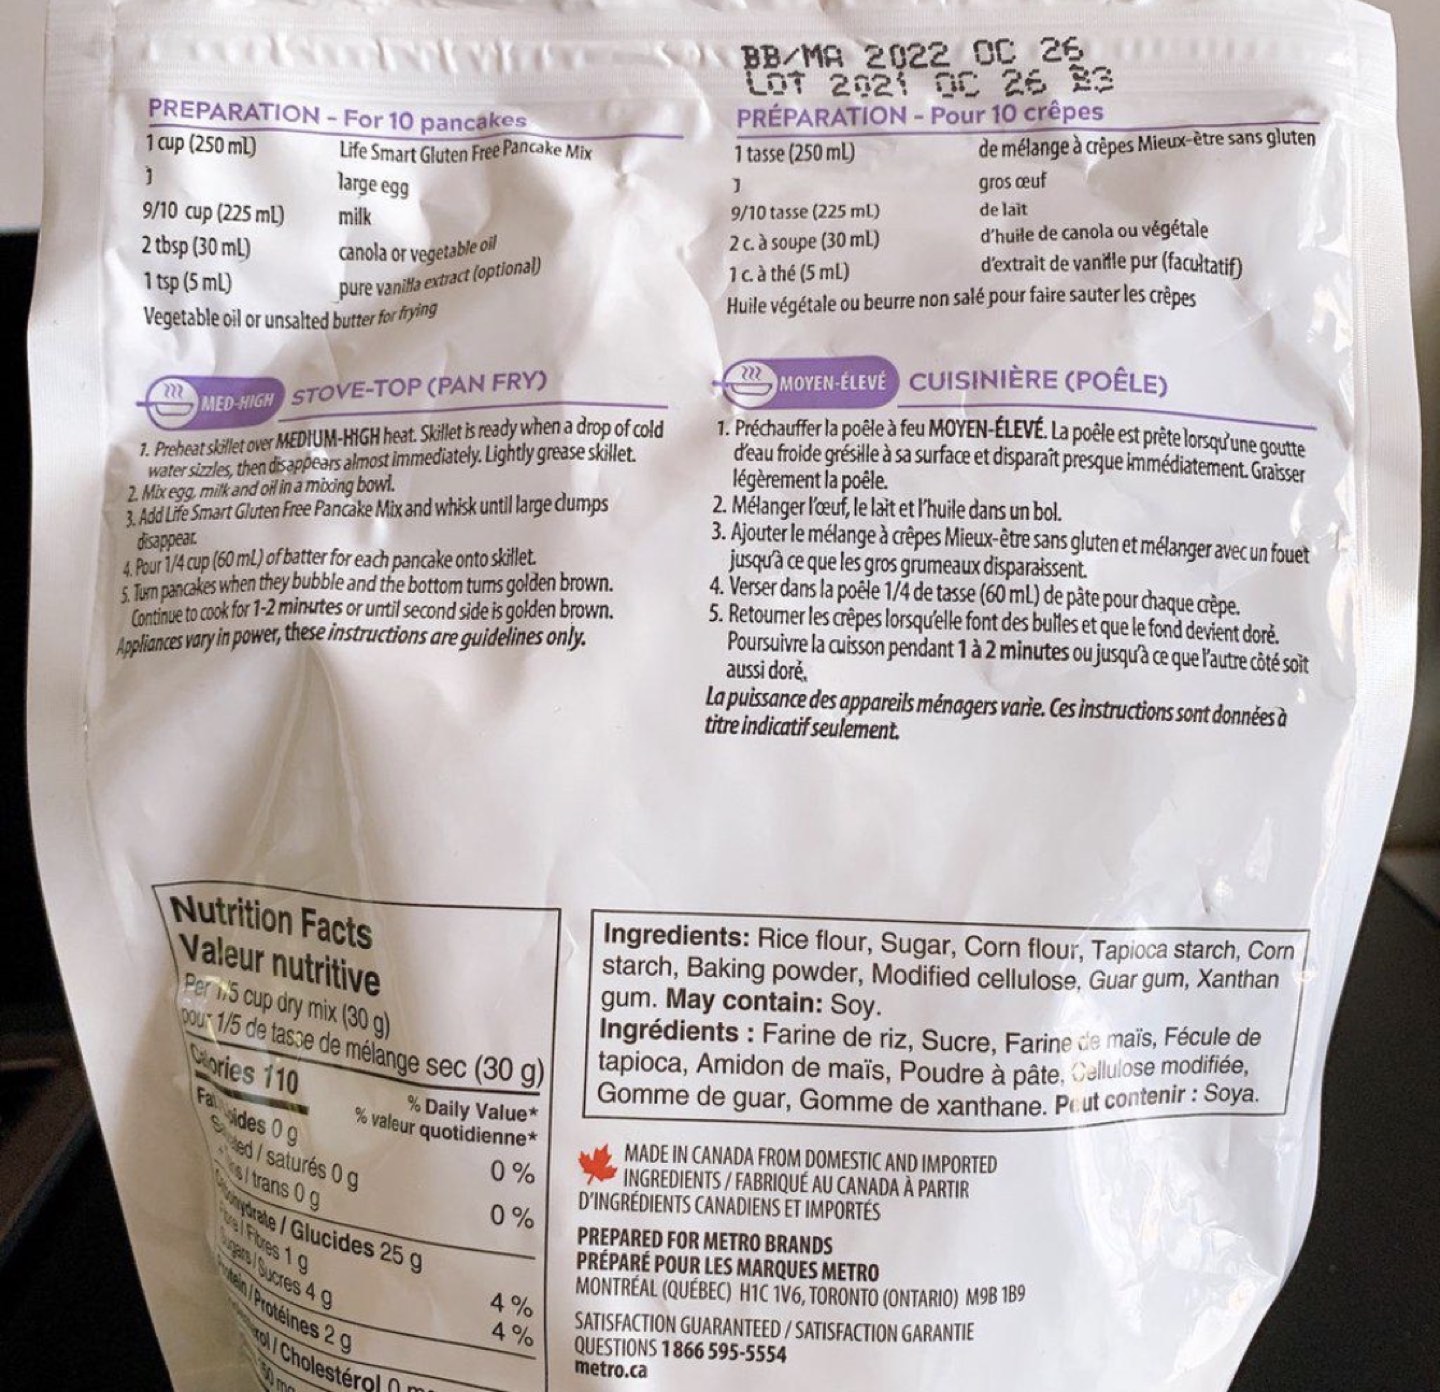 BB/MA 2022 OC 26
LOT 2021 OC 26 23
PREPARATION - For 10 pancakes
1 cup (250 mL) Life Smart Gluten Free Pancake Mix
1 large egg
9/10 cup (225 mL) milk
2 tbsp (30 mL) canola or vegetable oil
1 tsp (5 mL) pure vanilla extract (optional)
Vegetable oil or unsalted butter for frying
MED-HIGH STOVE-TOP (PAN FRY)
1. Preheat skillet over MEDIUM-HIGH heat. Skillet is ready when a drop of cold
water sizzles, then disappears almost immediately. Lightly grease skillet.
2. Mix egg, milk and oil in a mixing bowl.
3. Add Life Smart Gluten Free Pancake Mix and whisk until large clumps
disappear.
4. Pour 1/4 cup (60 mL) of batter for each pancake onto skillet.
5. Turn pancakes when they bubble and the bottom turns golden brown.
Continue to cook for 1-2 minutes or until second side is golden brown.
Appliances vary in power, these instructions are guidelines only.
PRÉPARATION - Pour 10 crêpes
1 tasse (250 mL) de mélange à crêpes Mieux-être sans gluten
1 gros œuf
9/10 tasse (225 mL) de lait
2 c. à soupe (30 mL) d'huile de canola ou végétale
1 c. à thé (5 mL) d'extrait de vanille pur (facultatif)
Huile végétale ou beurre non salé pour faire sauter les crêpes
MOYEN-ÉLEVÉ CUISINIÈRE (POÊLE)
1. Préchauffer la poêle à feu MOYEN-ÉLEVÉ. La poêle est prête lorsqu'une goutte
d'eau froide grésille à sa surface et disparaît presque immédiatement. Graisser
légèrement la poêle.
2. Mélanger l'œuf, le lait et l'huile dans un bol.
3. Ajouter le mélange à crêpes Mieux-être sans gluten et mélanger avec un fouet
jusqu'à ce que les gros grumeaux disparaissent.
4. Verser dans la poêle 1/4 de tasse (60 mL) de pâte pour chaque crêpe.
5. Retourner les crêpes lorsqu'elle font des bulles et que le fond devient doré.
Poursuivre la cuisson pendant 1 à 2 minutes ou jusqu'à ce que l'autre côté soit
aussi doré.
La puissance des appareils ménagers varie. Ces instructions sont données à
titre indicatif seulement.
Nutrition Facts
Valeur nutritive
Per 1/5 cup dry mix (30 g)
pour 1/5 de tasse de mélange sec (30 g)
Calories 110
% Daily Value*
% valeur quotidienne*
Fat / Lipides 0 g 0 %
Saturated / saturés 0 g
+ Trans / trans 0 g 0 %
Carbohydrate / Glucides 25 g
Fibre / Fibres 1 g 4 %
Sugars / Sucres 4 g 4 %
Protein / Protéines 2 g
Cholesterol / Cholestérol 0
Ingredients: Rice flour, Sugar, Corn flour, Tapioca starch, Corn
starch, Baking powder, Modified cellulose, Guar gum, Xanthan
gum. May contain: Soy.
Ingrédients : Farine de riz, Sucre, Farine de maïs, Fécule de
tapioca, Amidon de maïs, Poudre à pâte, Cellulose modifiée,
Gomme de guar, Gomme de xanthane. Peut contenir : Soya.
MADE IN CANADA FROM DOMESTIC AND IMPORTED
INGREDIENTS / FABRIQUÉ AU CANADA À PARTIR
D'INGRÉDIENTS CANADIENS ET IMPORTÉS
PREPARED FOR METRO BRANDS
PRÉPARÉ POUR LES MARQUES METRO
MONTRÉAL (QUÉBEC) H1C 1V6, TORONTO (ONTARIO) M9B 1B9
SATISFACTION GUARANTEED / SATISFACTION GARANTIE
QUESTIONS 1 866 595-5554
metro.ca